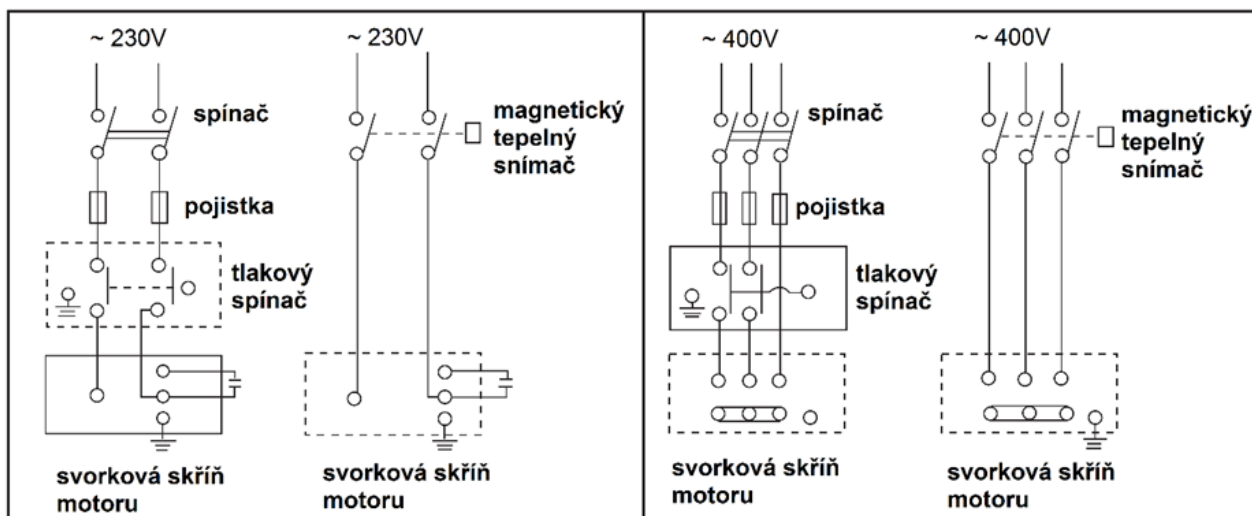 ~ 230V
spínač
pojistka
tlakový
spínač
svorková skříň
motoru
~ 230V
magnetický
tepelný
snímač
svorková skříň
motoru
~ 400V
spínač
pojistka
tlakový
spínač
svorková skříň
motoru
~ 400V
magnetický
tepelný
snímač
svorková skříň
motoru